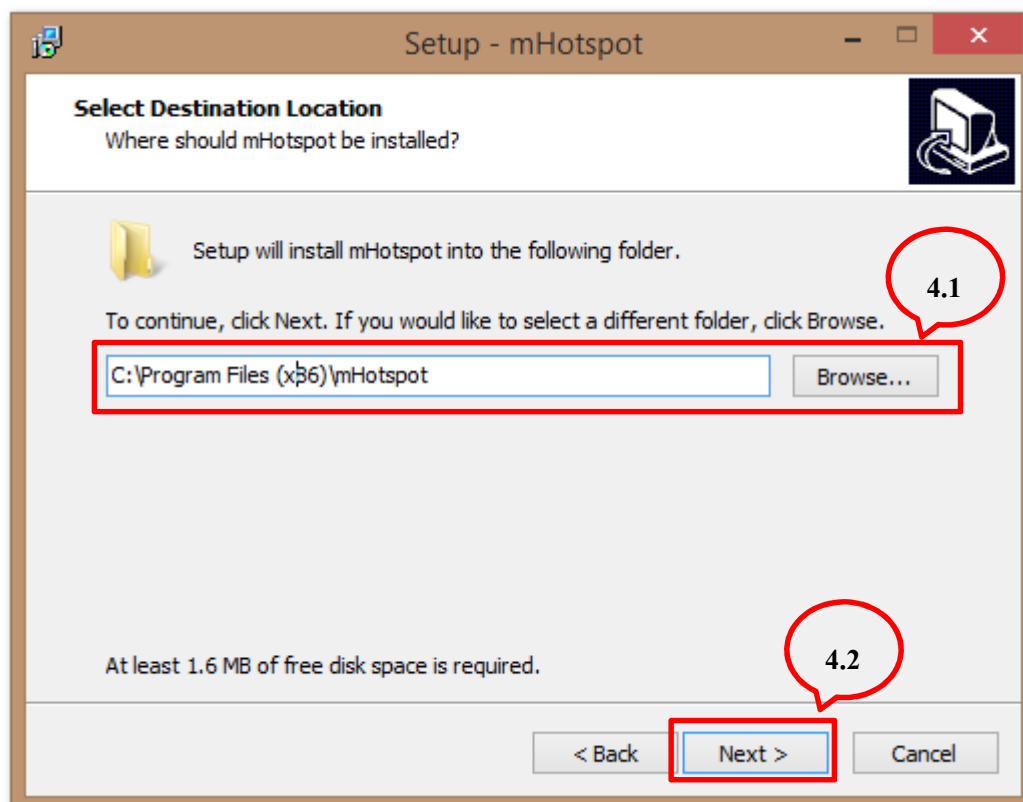 Setup - mHotspot
Select Destination Location
Where should mHotspot be installed?
Setup will install mHotspot into the following folder.
4.1
To continue, click Next. If you would like to select a different folder, click Browse.
C:\Program Files (x86)\mHotspot
Browse...
At least 1.6 MB of free disk space is required.
4.2
< Back
Next >
Cancel